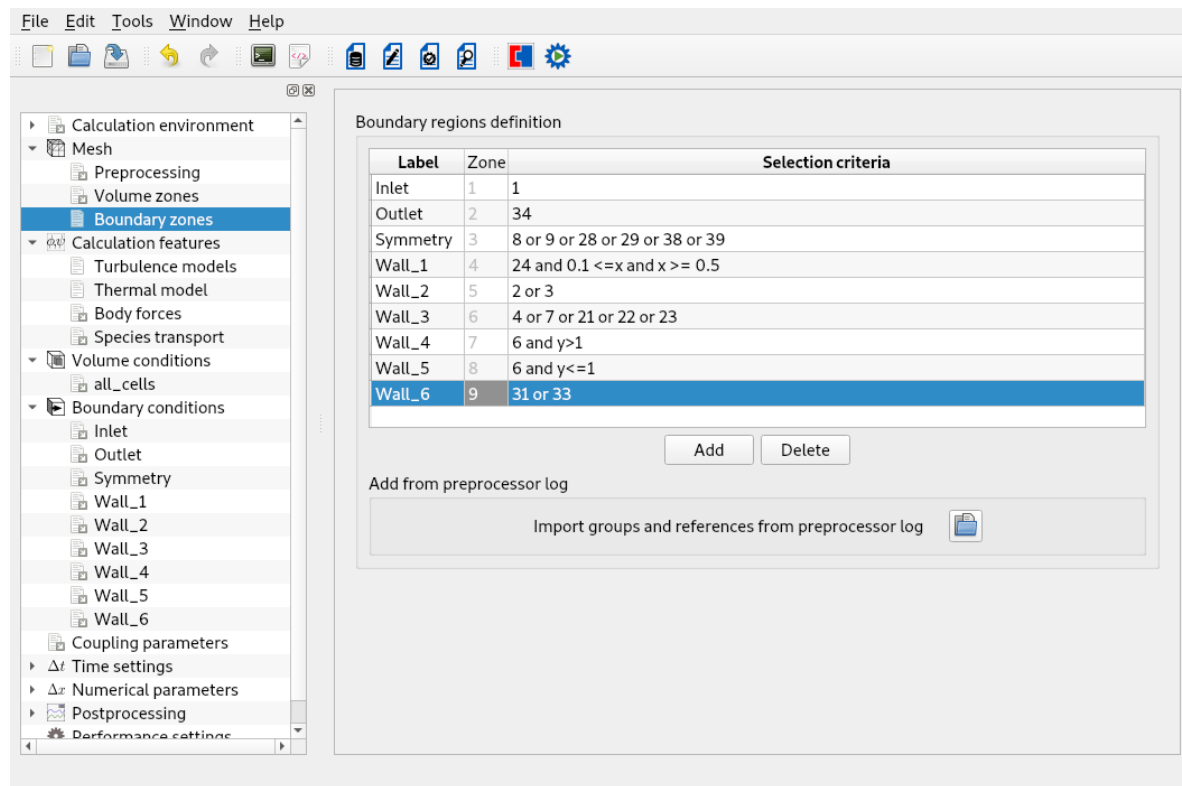 File Edit Tools Window Help
Calculation environment
Mesh
Preprocessing
Volume zones
Boundary zones
Calculation features
Turbulence models
Thermal model
Body forces
Species transport
Volume conditions
all_cells
Boundary conditions
Inlet
Outlet
Symmetry
Wall_1
Wall_2
Wall_3
Wall_4
Wall_5
Wall_6
Coupling parameters
Δt Time settings
Δx Numerical parameters
Postprocessing
Performance settings
Boundary regions definition
Label Zone Selection criteria
Inlet 1 1
Outlet 2 34
Symmetry 3 8 or 9 or 28 or 29 or 38 or 39
Wall_1 4 24 and 0.1 <=x and x >= 0.5
Wall_2 5 2 or 3
Wall_3 6 4 or 7 or 21 or 22 or 23
Wall_4 7 6 and y>1
Wall_5 8 6 and y<=1
Wall_6 9 31 or 33
Add Delete
Add from preprocessor log
Import groups and references from preprocessor log